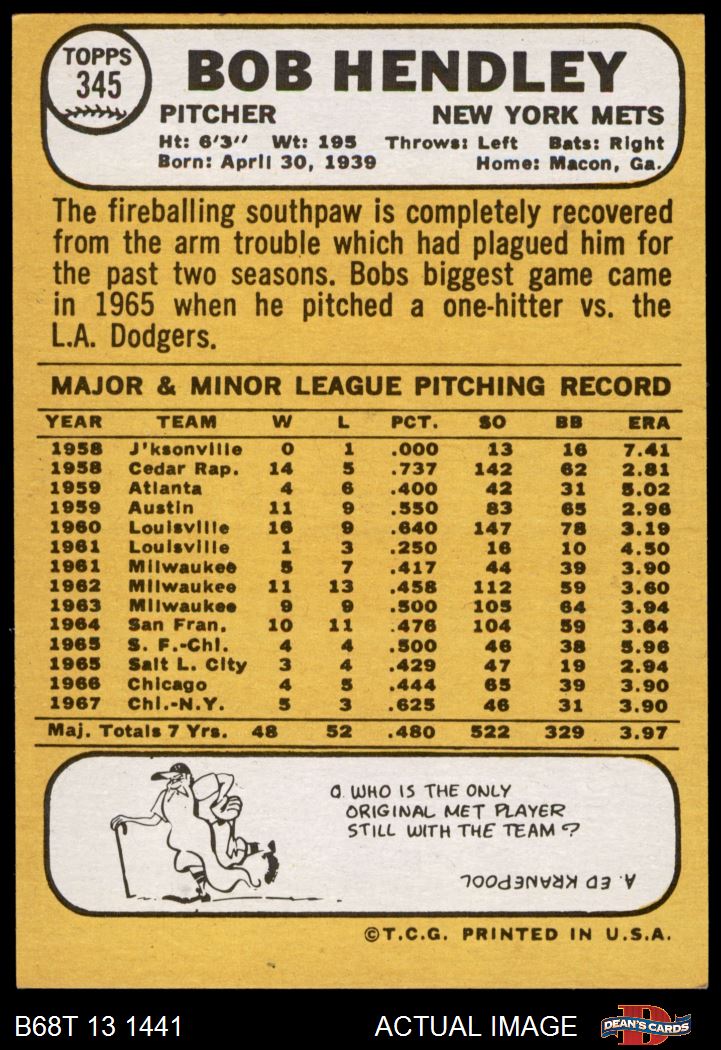 TOPPS
345
BOB HENDLEY
PITCHER NEW YORK METS
Ht: 6'3" Wt: 195 Throws: Left Bats: Right
Born: April 30, 1939 Home: Macon, Ga.
The fireballing southpaw is completely recovered
from the arm trouble which had plagued him for
the past two seasons. Bobs biggest game came
in 1965 when he pitched a one-hitter vs. the
L.A. Dodgers.
MAJOR & MINOR LEAGUE PITCHING RECORD
YEAR TEAM W L PCT. SO BB ERA
1958 J'ksonville 0 1 .000 13 16 7.41
1958 Cedar Rap. 14 5 .737 142 62 2.81
1959 Atlanta 4 6 .400 42 31 5.02
1959 Austin 11 9 .550 83 65 2.96
1960 Louisville 16 9 .640 147 78 3.19
1961 Louisville 1 3 .250 16 10 4.50
1961 Milwaukee 5 7 .417 44 39 3.90
1962 Milwaukee 11 13 .458 112 59 3.60
1963 Milwaukee 9 9 .500 105 64 3.94
1964 San Fran. 10 11 .476 104 59 3.64
1965 S. F.-Chi. 4 4 .500 46 38 5.96
1965 Salt L. City 3 4 .429 47 19 2.94
1966 Chicago 4 5 .444 65 39 3.90
1967 Chi.-N.Y. 5 3 .625 46 31 3.90
Maj. Totals 7 Yrs. 48 52 .480 522 329 3.97
Q. WHO IS THE ONLY
ORIGINAL MET PLAYER
STILL WITH THE TEAM?
A. ED KRANEPOOL
©T.C.G. PRINTED IN U.S.A.
B68T 13 1441 ACTUAL IMAGE DEAN'S CARDS